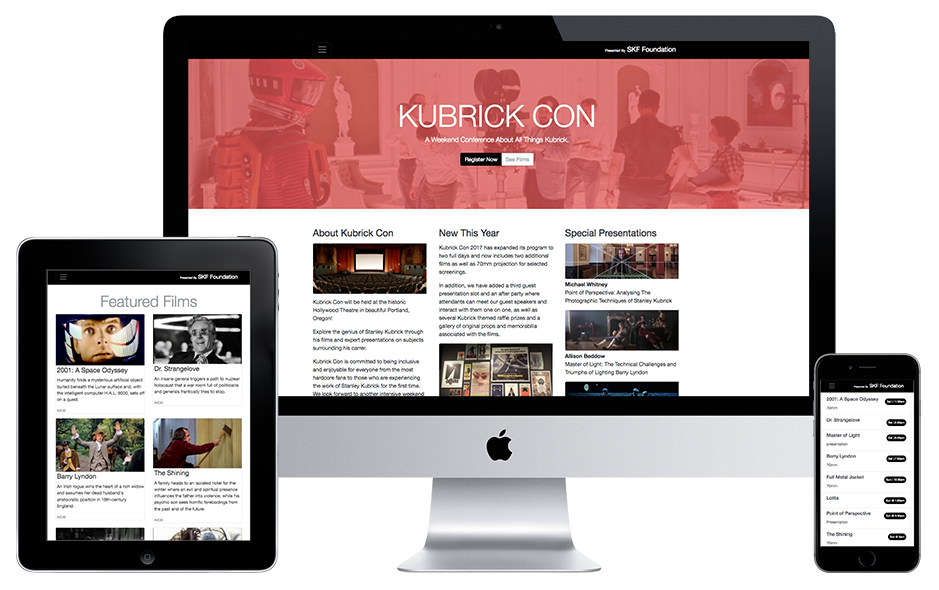 Presented By SKF Foundation
KUBRICK CON
A Weekend Conference About All Things Kubrick.
Register Now See Films
About Kubrick Con
Kubrick Con will be held at the historic
Hollywood Theatre in beautiful Portland,
Oregon!
Explore the genius of Stanley Kubrick through
his films and expert presentations on subjects
surrounding his carrer.
Kubrick Con is committed to being inclusive
and enjoyable for everyone from the most
hardcore fans to those who are experiencing
the work of Stanley Kubrick for the first time.
We look forward to another intensive weekend
New This Year
Kubrick Con 2017 has expanded its program to
two full days and now includes two additional
films as well as 70mm projection for selected
screenings.
In addition, we have added a third guest
presentation slot and an after party where
attendants can meet our guest speakers and
interact with them one on one, as well as
several Kubrick themed raffle prizes and a
gallery of original props and memorabilia
associated with the films.
Special Presentations
Michael Whitney
Point of Perspective: Analysing The
Photographic Techniques of Stanley Kubrick
Allison Beddow
Master of Light: The Technical Challenges and
Triumphs of Lighting Barry Lyndon
Presented By SKF Foundation
Featured Films
2001: A Space Odyssey
Humanity finds a mysterious artificial object
buried beneath the Lunar surface and, with
the intelligent computer H.A.L. 9000, sets off
on a quest.
IMDB
Dr. Strangelove
An insane general triggers a path to nuclear
holocaust that a war room full of politicians
and generals frantically tries to stop.
IMDB
Barry Lyndon
An Irish rogue wins the heart of a rich widow
and assumes her dead husband's
aristocratic position in 18th-century
England.
IMDB
The Shining
A family heads to an isolated hotel for the
winter where an evil and spiritual presence
influences the father into violence, while his
psychic son sees horrific forebodings from
the past and of the future.
IMDB
Presented By SKF Foundation
2001: A Space Odyssey
70mm
Dr. Strangelove
Master of Light
presentation
Barry Lyndon
70mm
Full Metal Jacket
70mm
Lolita
Point of Perspective
Presentation
The Shining
70mm